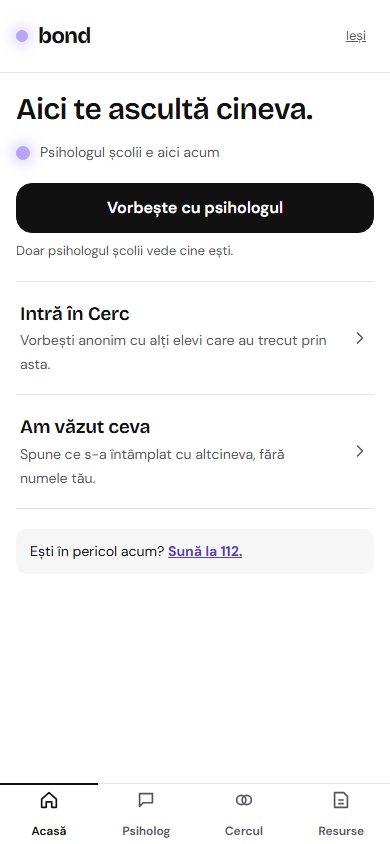 bond
Ieși
Aici te ascultă cineva.
Psihologul școlii e aici acum
Vorbește cu psihologul
Doar psihologul școlii vede cine ești.
Intră în Cerc
Vorbești anonim cu alți elevi care au trecut prin
asta.
Am văzut ceva
Spune ce s-a întâmplat cu altcineva, fără
numele tău.
Ești în pericol acum? Sună la 112.
Acasă
Psiholog
Cercul
Resurse